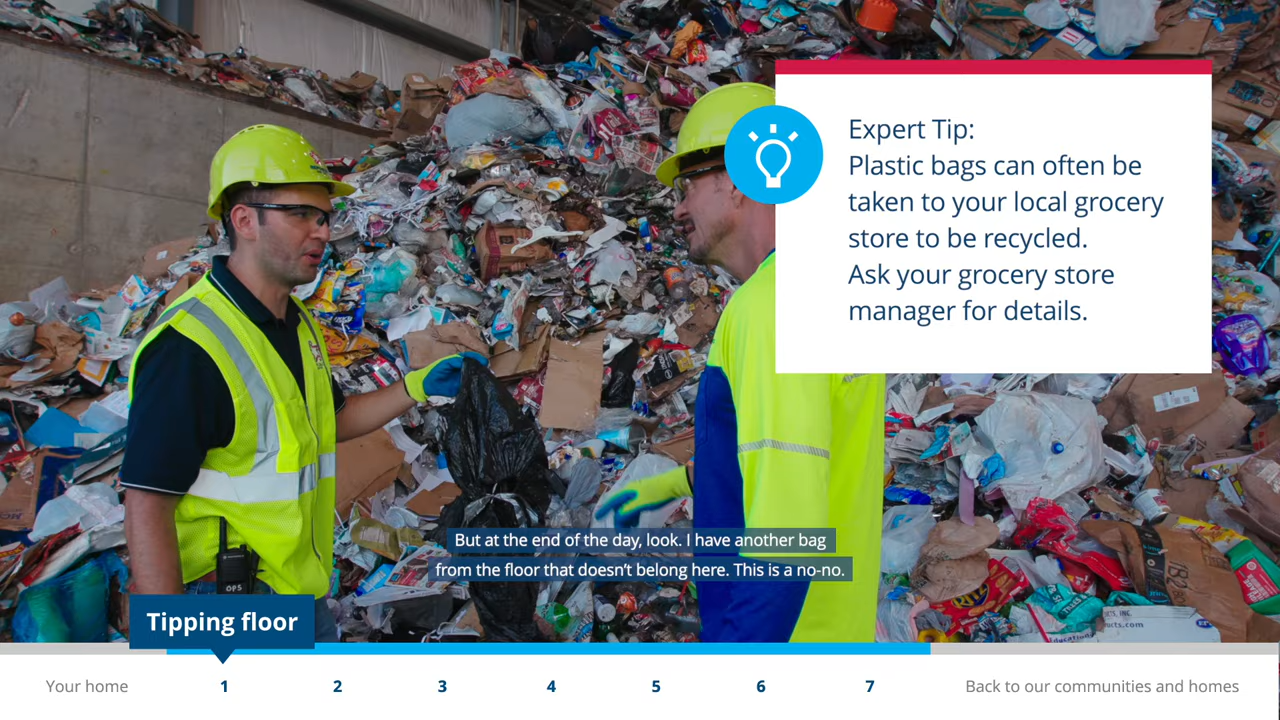 Expert Tip:
Plastic bags can often be
taken to your local grocery
store to be recycled.
Ask your grocery store
manager for details.
OPS
RITZ
But at the end of the day, look. I have another bag
from the floor that doesn't belong here. This is a no-no.
Tipping floor
Your home
1
2
3
4
5
6
7
Back to our communities and homes